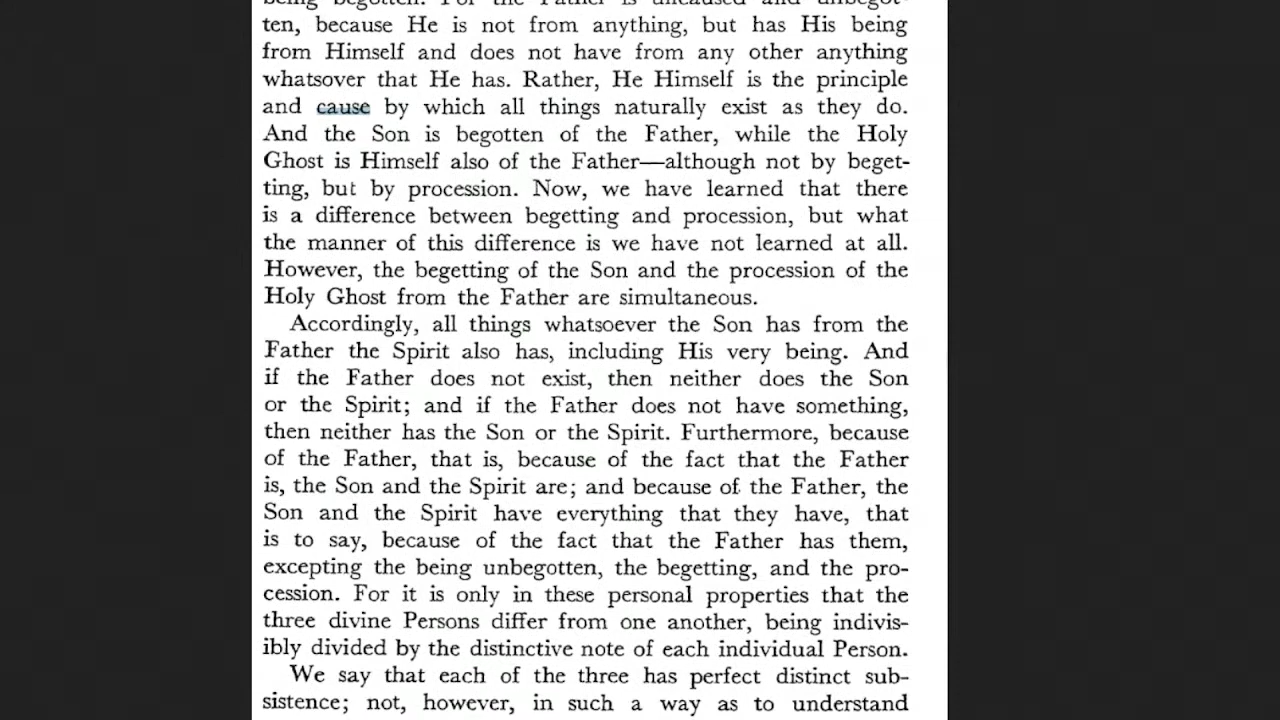 being begotten. For the Father is uncaused and unbegot-
ten, because He is not from anything, but has His being
from Himself and does not have from any other anything
whatsover that He has. Rather, He Himself is the principle
and cause by which all things naturally exist as they do.
And the Son is begotten of the Father, while the Holy
Ghost is Himself also of the Father—although not by beget-
ting, but by procession. Now, we have learned that there
is a difference between begetting and procession, but what
the manner of this difference is we have not learned at all.
However, the begetting of the Son and the procession of the
Holy Ghost from the Father are simultaneous.
Accordingly, all things whatsoever the Son has from the
Father the Spirit also has, including His very being. And
if the Father does not exist, then neither does the Son
or the Spirit; and if the Father does not have something,
then neither has the Son or the Spirit. Furthermore, because
of the Father, that is, because of the fact that the Father
is, the Son and the Spirit are; and because of the Father, the
Son and the Spirit have everything that they have, that
is to say, because of the fact that the Father has them,
excepting the being unbegotten, the begetting, and the pro-
cession. For it is only in these personal properties that the
three divine Persons differ from one another, being indivis-
ibly divided by the distinctive note of each individual Person.
We say that each of the three has perfect distinct sub-
sistence; not, however, in such a way as to understand